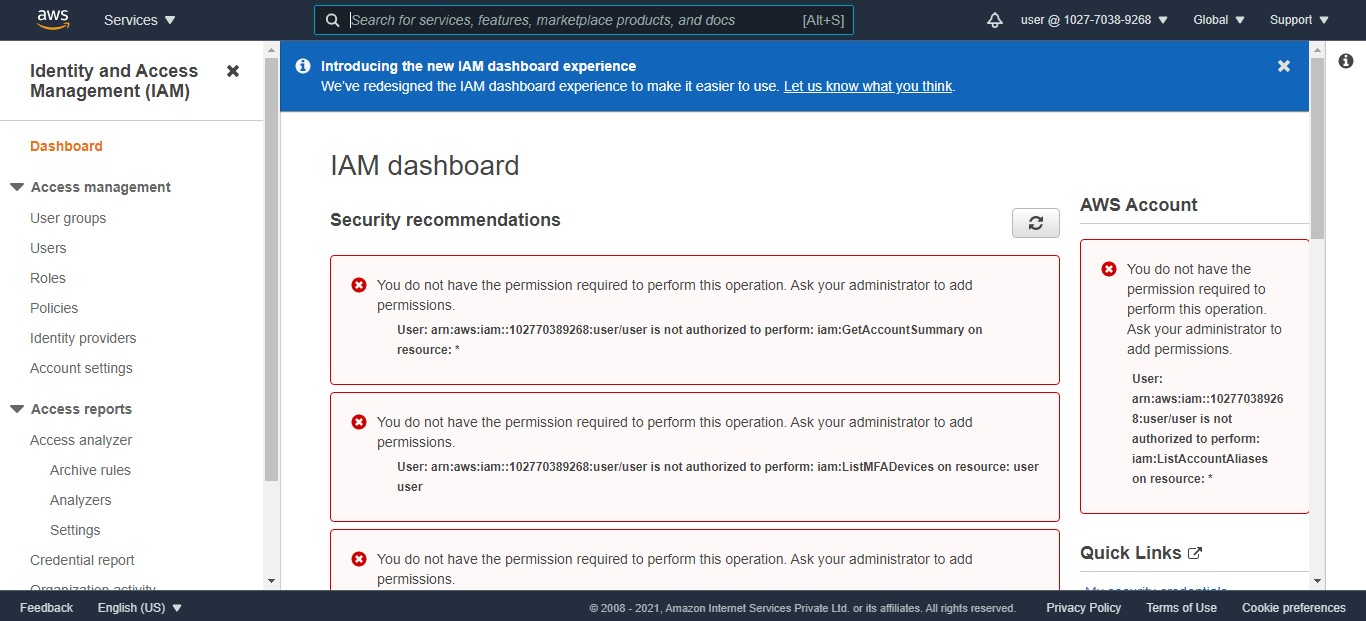 aws
Services
Search for services, features, marketplace products, and docs
[Alt+S]
user @ 1027-7038-9268
Global
Support
Identity and Access
Management (IAM)
Dashboard
Access management
User groups
Users
Roles
Policies
Identity providers
Account settings
Access reports
Access analyzer
Archive rules
Analyzers
Settings
Credential report
Organization activity
Introducing the new IAM dashboard experience
We've redesigned the IAM dashboard experience to make it easier to use. Let us know what you think.
IAM dashboard
Security recommendations
You do not have the permission required to perform this operation. Ask your administrator to add
permissions.
User: arn:aws:iam::102770389268:user/user is not authorized to perform: iam:GetAccountSummary on
resource: *
You do not have the permission required to perform this operation. Ask your administrator to add
permissions.
User: arn:aws:iam::102770389268:user/user is not authorized to perform: iam:ListMFADevices on resource: user
user
You do not have the permission required to perform this operation. Ask your administrator to add
permissions.
AWS Account
You do not have the
permission required to
perform this operation.
Ask your administrator to
add permissions.
User:
arn:aws:iam::10277038926
8:user/user is not
authorized to perform:
iam:ListAccountAliases
on resource: *
Quick Links
My security credentials
Feedback
English (US)
© 2008 - 2021, Amazon Internet Services Private Ltd. or its affiliates. All rights reserved.
Privacy Policy
Terms of Use
Cookie preferences